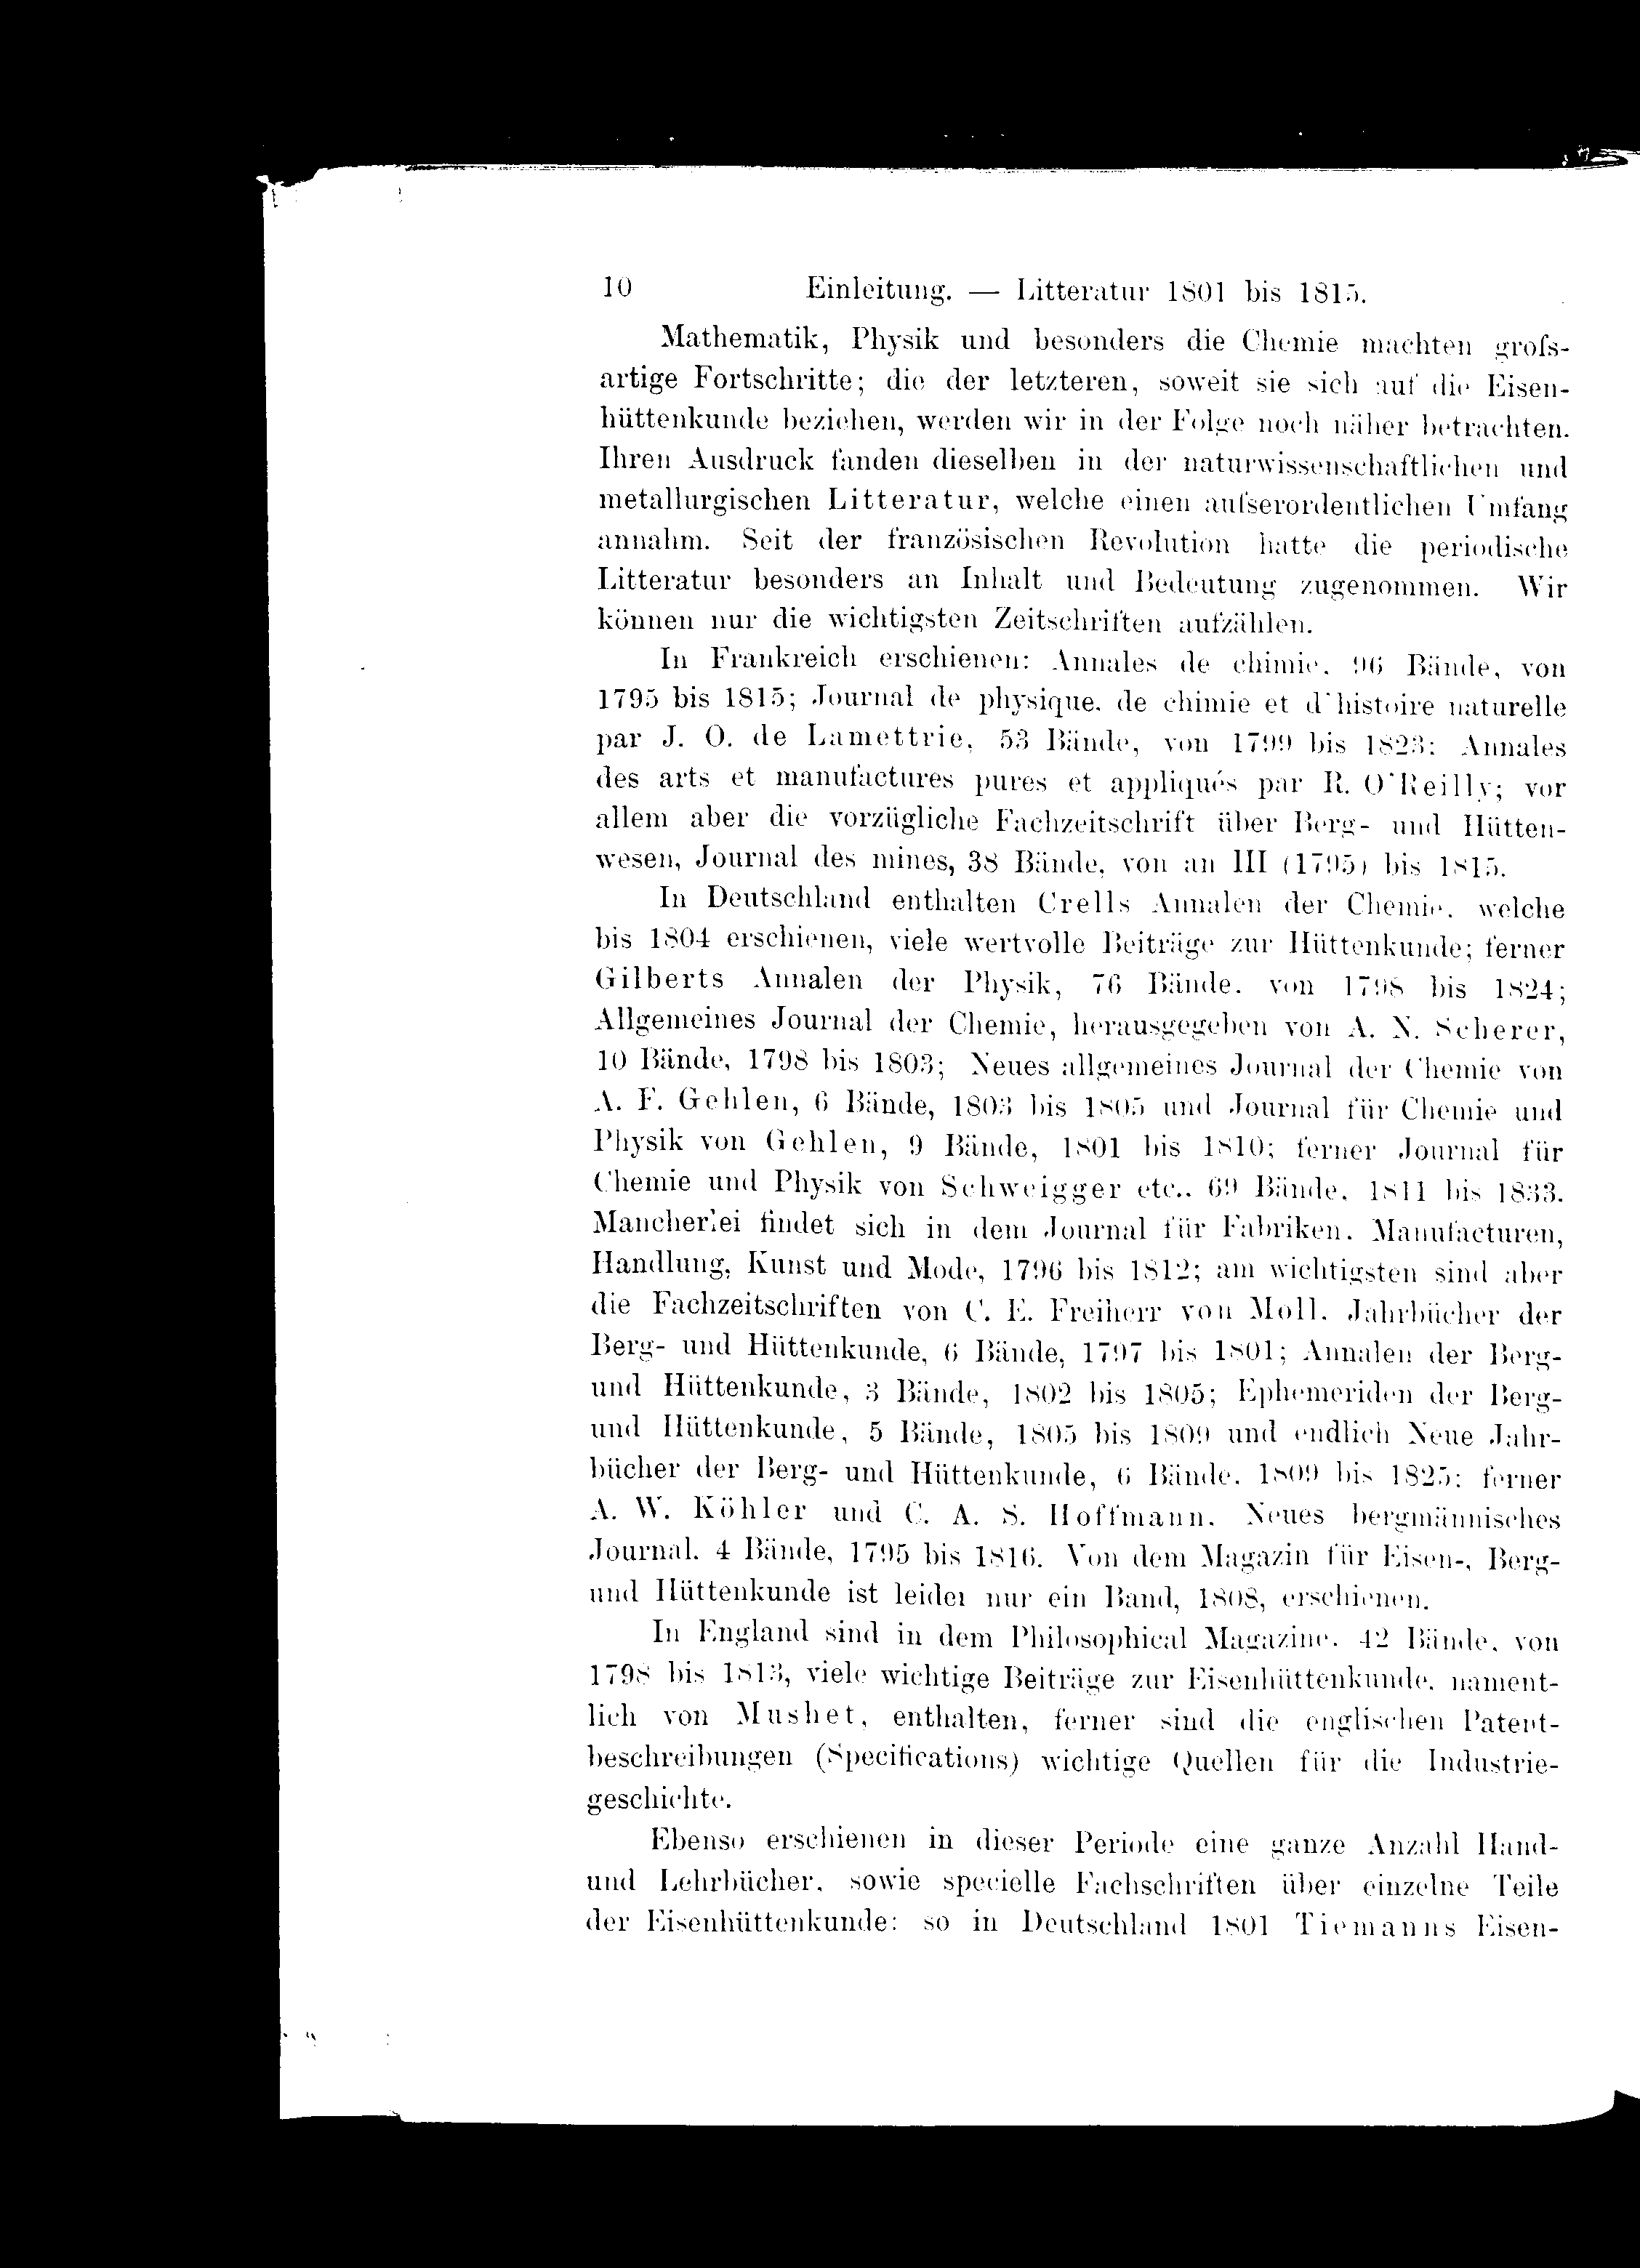 10 Einleitung. — Litteratur 1801 bis 1815.
Mathematik, Physik und besonders die Chemie machten groſs-
artige Fortschritte; die der letzteren, soweit sie sich auf die Eisen-
hüttenkunde beziehen, werden wir in der Folge noch näher betrachten.
Ihren Ausdruck fanden dieselben in der naturwissenschaftlichen und
metallurgischen Litteratur, welche einen auſserordentlichen Umfang
annahm. Seit der französischen Revolution hatte die periodische
Litteratur besonders an Inhalt und Bedeutung zugenommen. Wir
können nur die wichtigsten Zeitschriften aufzählen.
In Frankreich erschienen: Annales de chimie, 96 Bände, von
1795 bis 1815; Journal de physique, de chimie et d'histoire naturelle
par J. O. de Lamettrie, 53 Bände, von 1799 bis 1823; Annales
des arts et manufactures pures et appliqués par R. O'Reilly; vor
allem aber die vorzügliche Fachzeitschrift über Berg- und Hütten-
wesen, Journal des mines, 38 Bände, von an III (1795) bis 1815.
In Deutschland enthalten Crells Annalen der Chemie, welche
bis 1804 erschienen, viele wertvolle Beiträge zur Hüttenkunde; ferner
Gilberts Annalen der Physik, 76 Bände, von 1798 bis 1824;
Allgemeines Journal der Chemie, herausgegeben von A. N. Scherer,
10 Bände, 1798 bis 1803; Neues allgemeines Journal der Chemie von
A. F. Gehlen, 6 Bände, 1803 bis 1805 und Journal für Chemie und
Physik von Gehlen, 9 Bände, 1801 bis 1810; ferner Journal für
Chemie und Physik von Schweigger etc., 69 Bände, 1811 bis 1833.
Mancherlei findet sich in dem Journal für Fabriken, Manufacturen,
Handlung, Kunst und Mode, 1796 bis 1812; am wichtigsten sind aber
die Fachzeitschriften von C. E. Freiherr von Moll, Jahrbücher der
Berg- und Hüttenkunde, 6 Bände, 1797 bis 1801; Annalen der Berg-
und Hüttenkunde, 3 Bände, 1802 bis 1805; Ephemeriden der Berg-
und Hüttenkunde, 5 Bände, 1805 bis 1809 und endlich Neue Jahr-
bücher der Berg- und Hüttenkunde, 6 Bände, 1809 bis 1825; ferner
A. W. Köhler und C. A. S. Hoffmann, Neues bergmännisches
Journal, 4 Bände, 1795 bis 1816. Von dem Magazin für Eisen-, Berg-
und Hüttenkunde ist leider nur ein Band, 1808, erschienen.
In England sind in dem Philosophical Magazine, 42 Bände, von
1798 bis 1813, viele wichtige Beiträge zur Eisenhüttenkunde, nament-
lich von Mushet, enthalten, ferner sind die englischen Patent-
beschreibungen (Specifications) wichtige Quellen für die Industrie-
geschichte.
Ebenso erschienen in dieser Periode eine ganze Anzahl Hand-
und Lehrbücher, sowie specielle Fachschriften über einzelne Teile
der Eisenhüttenkunde: so in Deutschland 1801 Tiemanns Eisen-